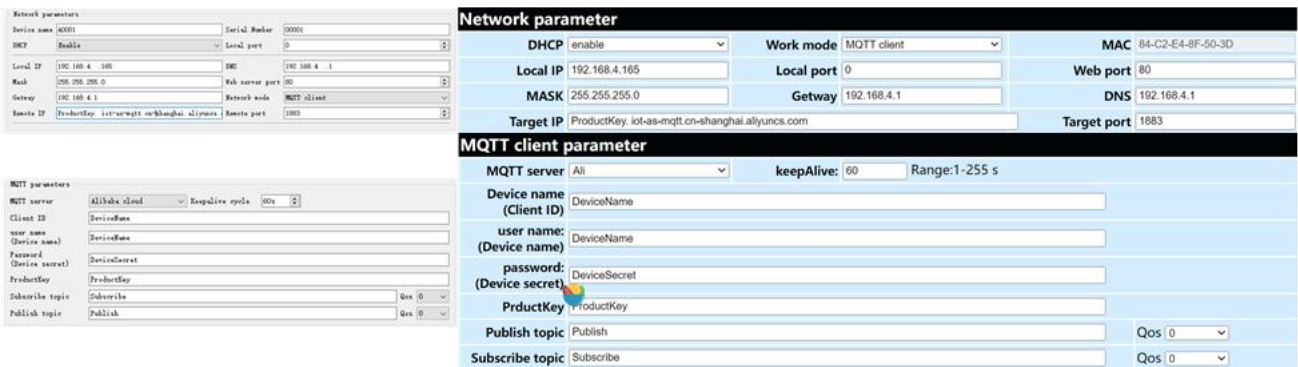 Network parameters
Device name A0001 Serial Number 00001
DHCP Enable Local port 0
Local IP 192.168.4 .165 DNS 192.168.4 .1
Mask 255.255.255.0 Web server port 80
Getway 192.168.4.1 Network mode MQTT client
Remote IP ProductKey. iot-as-mqtt.cn-shanghai.aliyuncs. Remote port 1883
MQTT parameters
MQTT server Alibaba cloud Keepalive cycle 60s
Client ID DeviceName
user name
(Device name) DeviceName
Password
(Device secret) DeviceSecret
ProductKey ProductKey
Subscribe topic Subscribe Qos 0
Publish topic Publish Qos 0
Network parameter
DHCP enable Work mode MQTT client MAC 84-C2-E4-8F-50-3D
Local IP 192.168.4.165 Local port 0 Web port 80
MASK 255.255.255.0 Getway 192.168.4.1 DNS 192.168.4.1
Target IP ProductKey. iot-as-mqtt.cn-shanghai.aliyuncs.com Target port 1883
MQTT client parameter
MQTT server Ali keepAlive: 60 Range:1-255 s
Device name
(Client ID) DeviceName
user name:
(Device name) DeviceName
password:
(Device secret) DeviceSecret
PrductKey ProductKey
Publish topic Publish Qos 0
Subscribe topic Subscribe Qos 0